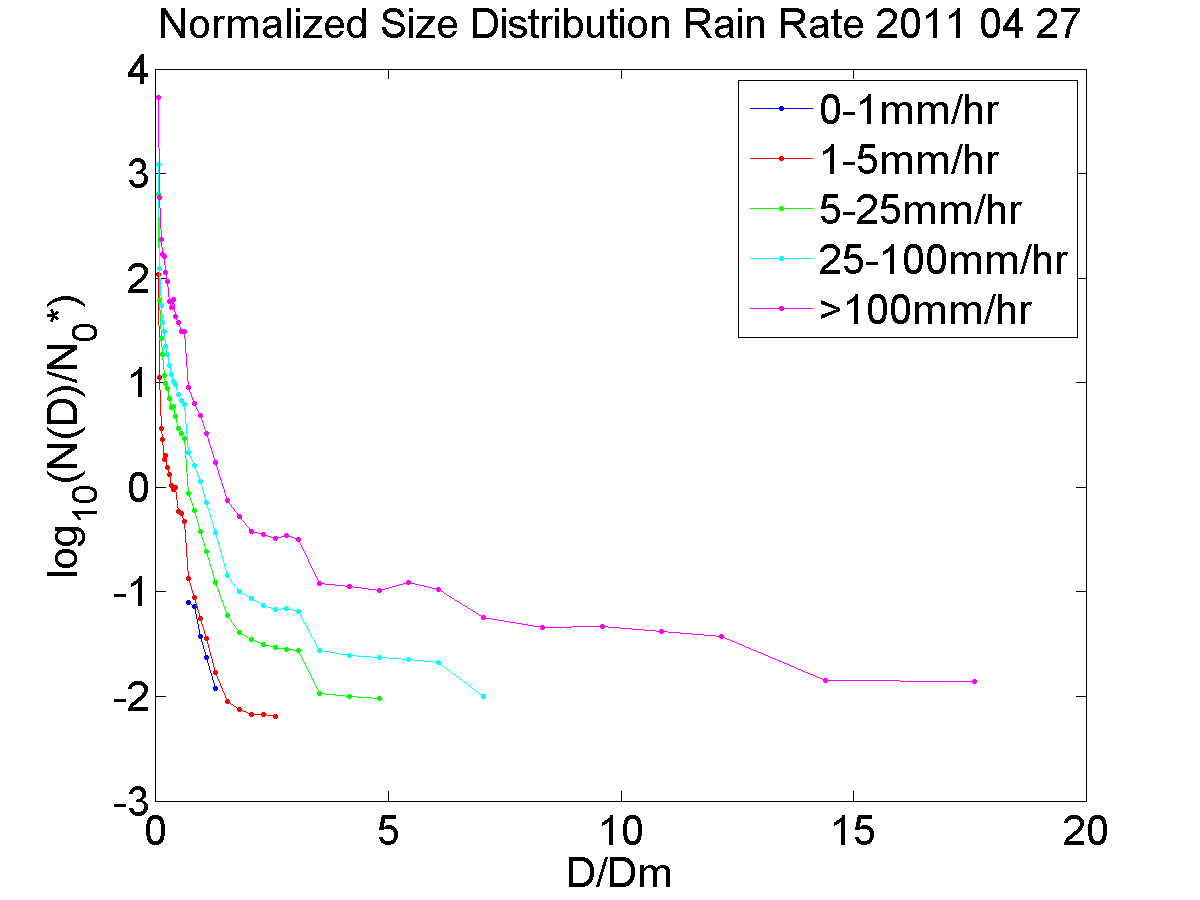 Normalized Size Distribution Rain Rate 2011 04 27
4
3
2
1
0
-1
-2
-3
log10(N(D)/N0*)
0-1mm/hr
1-5mm/hr
5-25mm/hr
25-100mm/hr
>100mm/hr
0 5 10 15 20
D/Dm